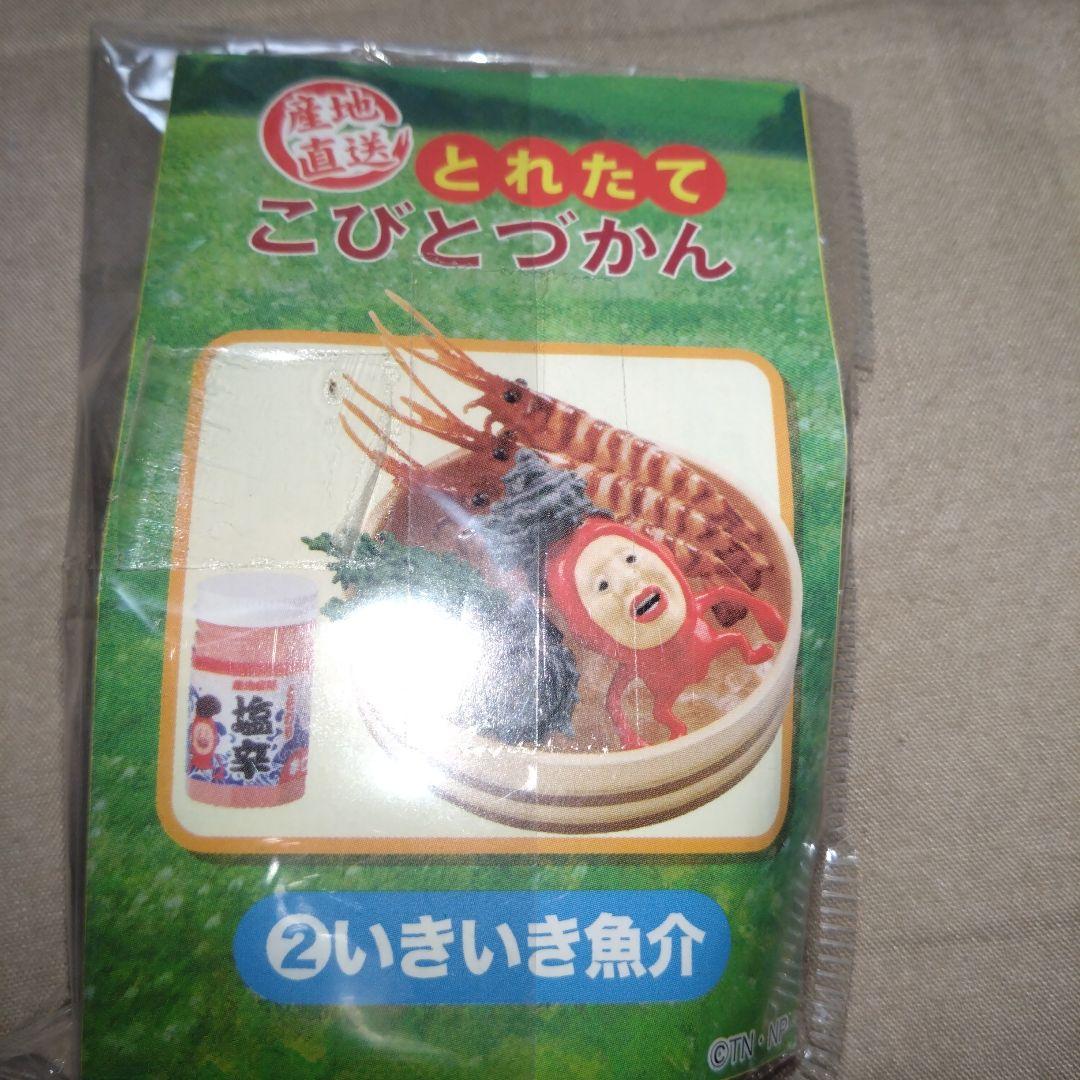 産地
直送
とれたて
こびとづかん
塩辛
②いきいき魚介
©TN・NP